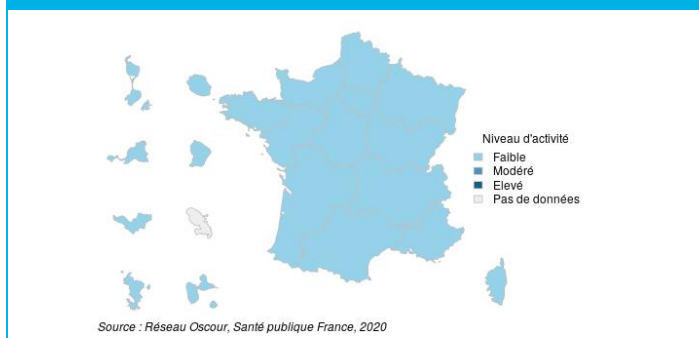 Niveau d'activité
Faible
Modéré
Elevé
Pas de données
Source : Réseau Oscour, Santé publique France, 2020